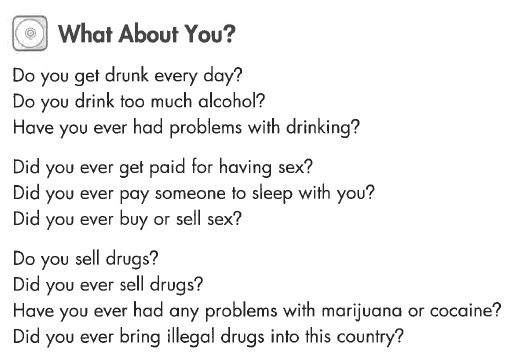 What About You?
Do you get drunk every day?
Do you drink too much alcohol?
Have you ever had problems with drinking?
Did you ever get paid for having sex?
Did you ever pay someone to sleep with you?
Did you ever buy or sell sex?
Do you sell drugs?
Did you ever sell drugs?
Have you ever had any problems with marijuana or cocaine?
Did you ever bring illegal drugs into this country?